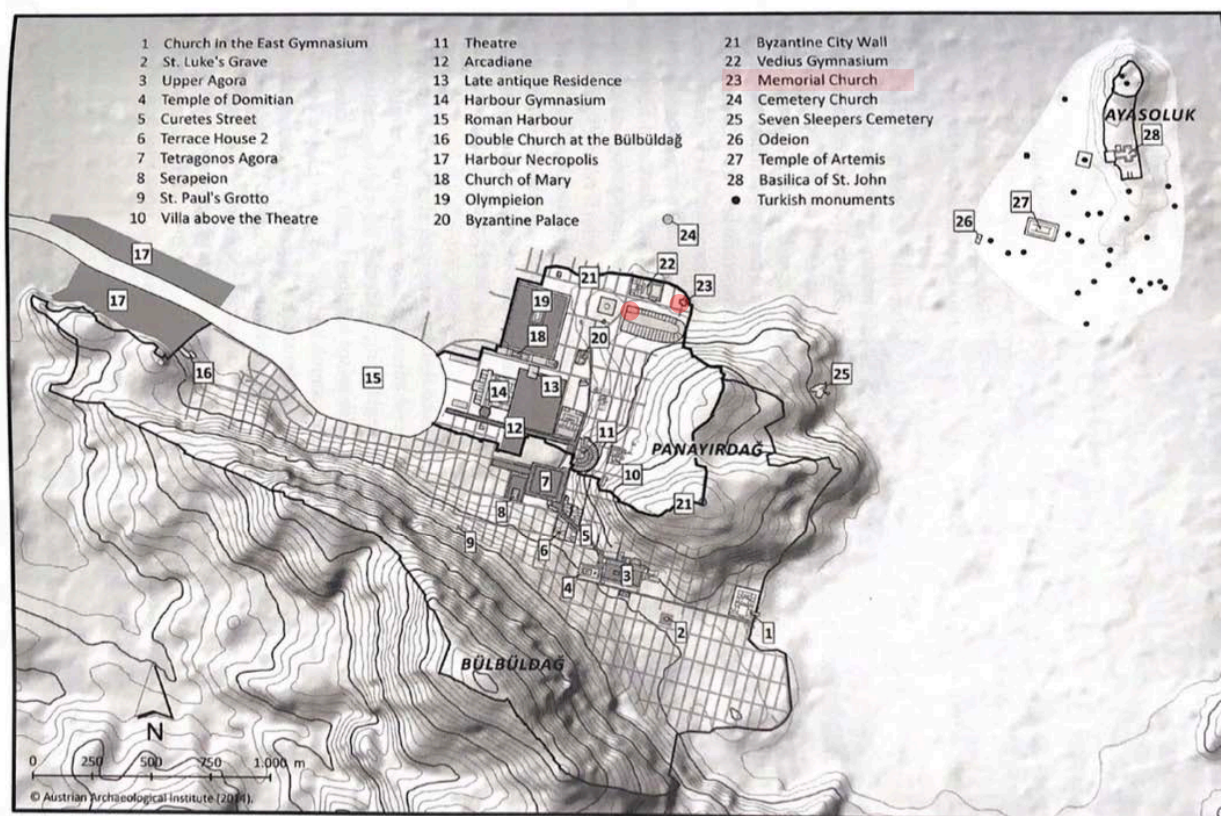 1 Church in the East Gymnasium
2 St. Luke's Grave
3 Upper Agora
4 Temple of Domitian
5 Curetes Street
6 Terrace House 2
7 Tetragonos Agora
8 Serapeion
9 St. Paul's Grotto
10 Villa above the Theatre
11 Theatre
12 Arcadiane
13 Late antique Residence
14 Harbour Gymnasium
15 Roman Harbour
16 Double Church at the Bülbüldağ
17 Harbour Necropolis
18 Church of Mary
19 Olympieion
20 Byzantine Palace
21 Byzantine City Wall
22 Vedius Gymnasium
23 Memorial Church
24 Cemetery Church
25 Seven Sleepers Cemetery
26 Odeion
27 Temple of Artemis
28 Basilica of St. John
● Turkish monuments
AYASOLUK
28
27
26
24
17
22
21
23
17
19
20
18
16
15
14
13
25
12
11
PANAYIRDAĞ
10
7
21
8
5
9
6
4
3
2
1
BÜLBÜLDAĞ
N
0 250 500 750 1.000 m
© Austrian Archaeological Institute (2014).